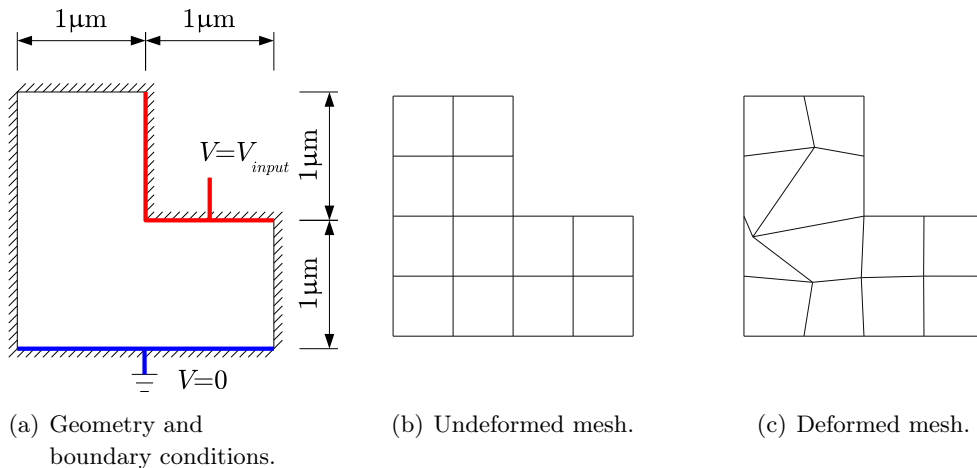 1μm 1μm
V=V_input
1μm
1μm
V=0
(a) Geometry and
boundary conditions.
(b) Undeformed mesh.
(c) Deformed mesh.